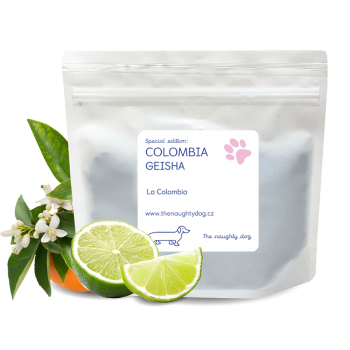 Special edition:
COLOMBIA
GEISHA
La Colombia
www.thenaughtydog.cz
The naughty dog